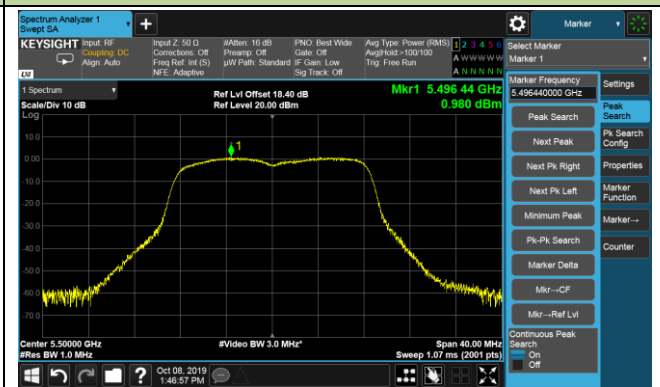 Spectrum Analyzer 1
Swept SA
Marker
KEYSIGHT
Input: RF
Coupling: DC
Align: Auto
Input Z: 50 Ω
Corrections: Off
Freq Ref: Int (S)
NFE: Adaptive
#Atten: 16 dB
Preamp: Off
µW Path: Standard
PNO: Best Wide
Gate: Off
IF Gain: Low
Sig Track: Off
Avg Type: Power (RMS)
Avg|Hold:>100/100
Trig: Free Run
1 2 3 4 5 6
A W W W W W
A N N N N N
Select Marker
Marker 1
LXI
1 Spectrum
Scale/Div 10 dB
Log
Ref Lvl Offset 18.40 dB
Ref Level 20.00 dBm
Mkr1 5.496 44 GHz
0.980 dBm
10.0
0.00
-10.0
-20.0
-30.0
-40.0
-50.0
-60.0
-70.0
1
Center 5.50000 GHz
#Res BW 1.0 MHz
#Video BW 3.0 MHz*
Span 40.00 MHz
Sweep 1.07 ms (2001 pts)
Marker Frequency
5.496440000 GHz
Peak Search
Next Peak
Next Pk Right
Next Pk Left
Minimum Peak
Pk-Pk Search
Marker Delta
Mkr→CF
Mkr→Ref Lvl
Continuous Peak
Search
On
Off
Settings
Peak
Search
Pk Search
Config
Properties
Marker
Function
Marker→
Counter
?
Oct 08, 2019
1:46:57 PM